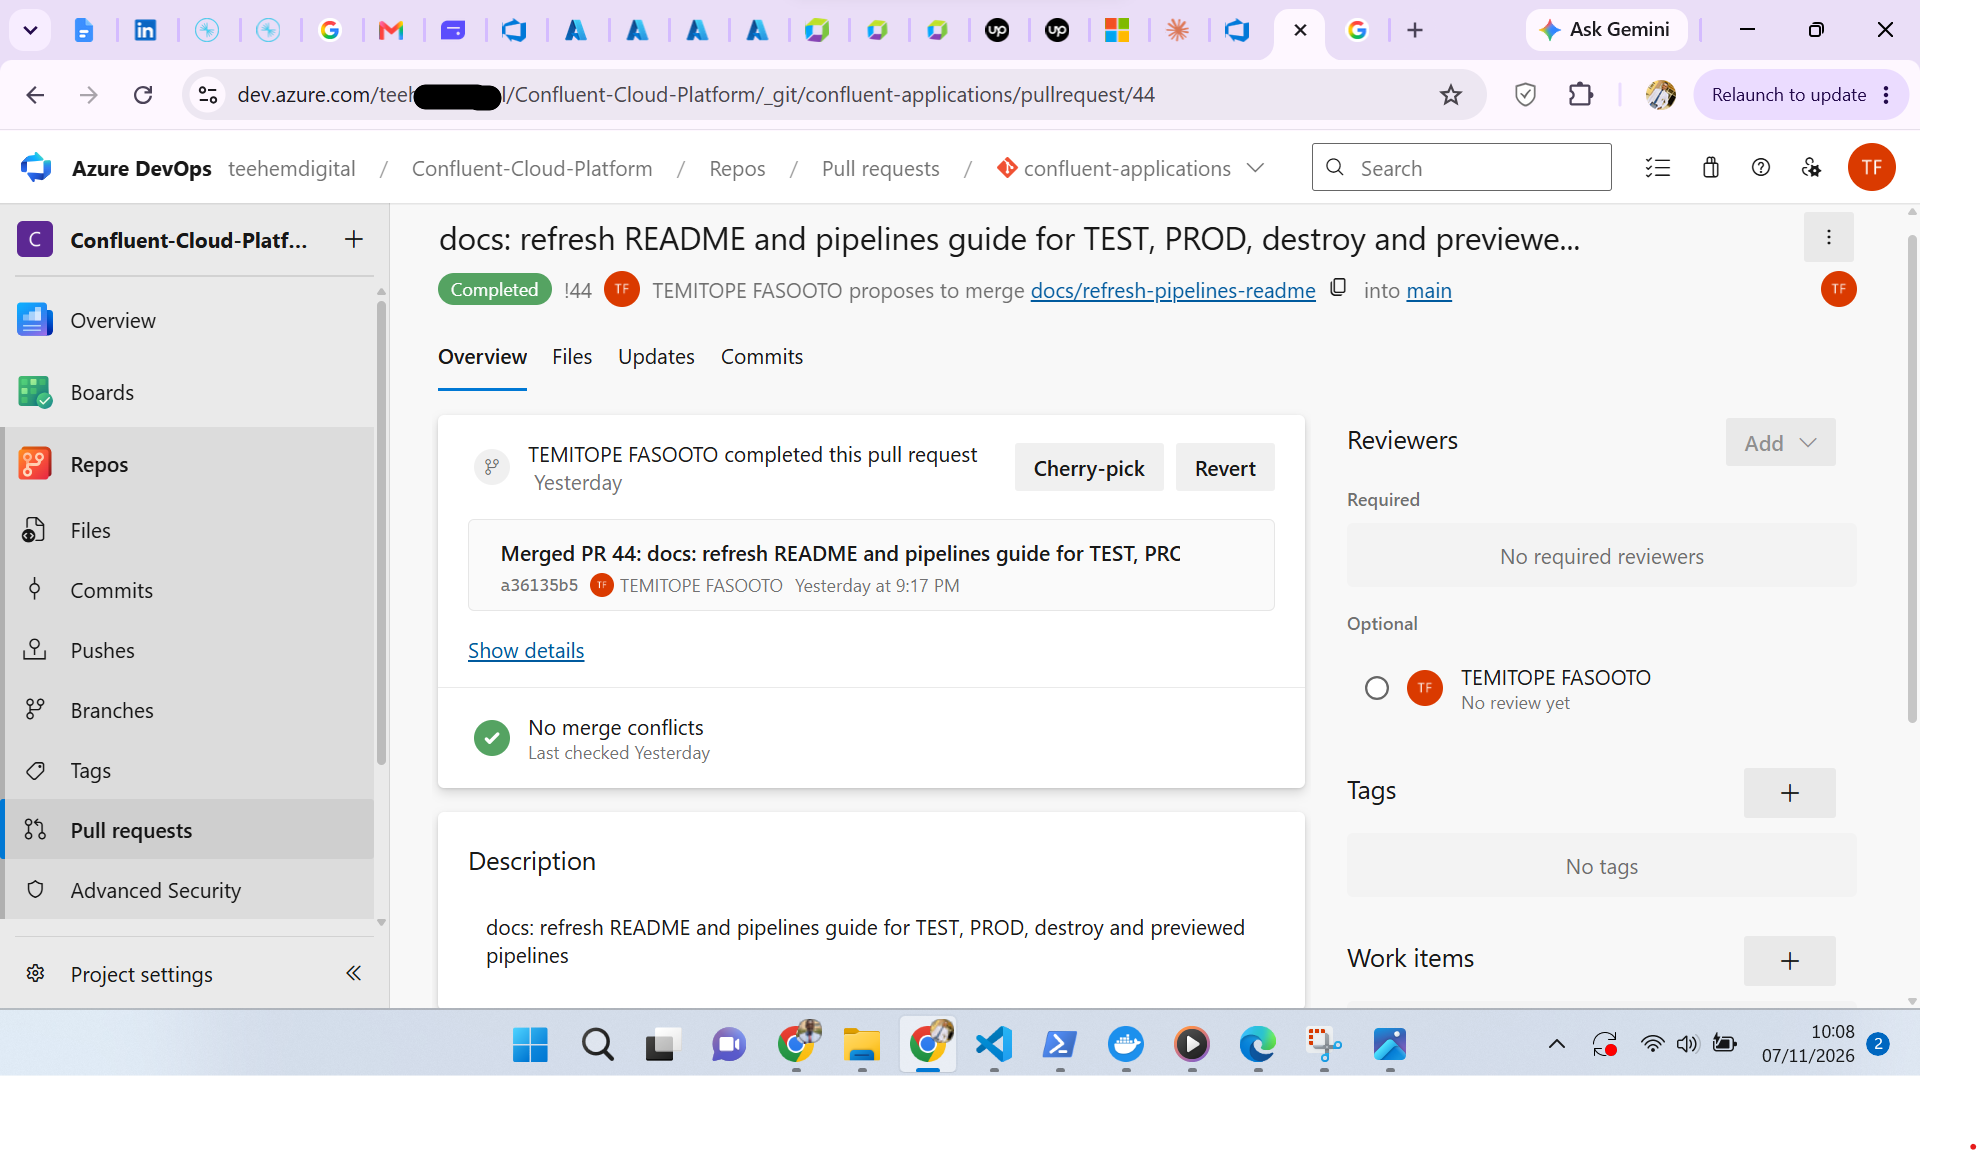 Ask Gemini
dev.azure.com/teeh l/Confluent-Cloud-Platform/_git/confluent-applications/pullrequest/44
Relaunch to update
Azure DevOps teehemdigital / Confluent-Cloud-Platform / Repos / Pull requests / confluent-applications
Search
TF
C Confluent-Cloud-Platf...
Overview
Boards
Repos
Files
Commits
Pushes
Branches
Tags
Pull requests
Advanced Security
Project settings
docs: refresh README and pipelines guide for TEST, PROD, destroy and previewe...
Completed !44 TF TEMITOPE FASOOTO proposes to merge docs/refresh-pipelines-readme into main
TF
Overview Files Updates Commits
TEMITOPE FASOOTO completed this pull request
Yesterday
Cherry-pick Revert
Merged PR 44: docs: refresh README and pipelines guide for TEST, PRO
a36135b5 TF TEMITOPE FASOOTO Yesterday at 9:17 PM
Show details
No merge conflicts
Last checked Yesterday
Description
docs: refresh README and pipelines guide for TEST, PROD, destroy and previewed
pipelines
Reviewers
Add
Required
No required reviewers
Optional
TF TEMITOPE FASOOTO
No review yet
Tags
No tags
Work items
10:08
07/11/2026
2